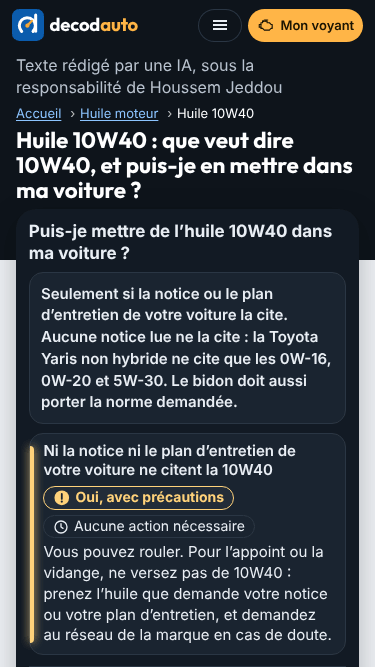 decodauto
Mon voyant
Texte rédigé par une IA, sous la
responsabilité de Houssem Jeddou
Accueil › Huile moteur › Huile 10W40
Huile 10W40 : que veut dire
10W40, et puis-je en mettre dans
ma voiture ?
Puis-je mettre de l’huile 10W40 dans
ma voiture ?
Seulement si la notice ou le plan
d’entretien de votre voiture la cite.
Aucune notice lue ne la cite : la Toyota
Yaris non hybride ne cite que les 0W-16,
0W-20 et 5W-30. Le bidon doit aussi
porter la norme demandée.
Ni la notice ni le plan d’entretien de
votre voiture ne citent la 10W40
Oui, avec précautions
Aucune action nécessaire
Vous pouvez rouler. Pour l’appoint ou la
vidange, ne versez pas de 10W40 :
prenez l’huile que demande votre notice
ou votre plan d’entretien, et demandez
au réseau de la marque en cas de doute.